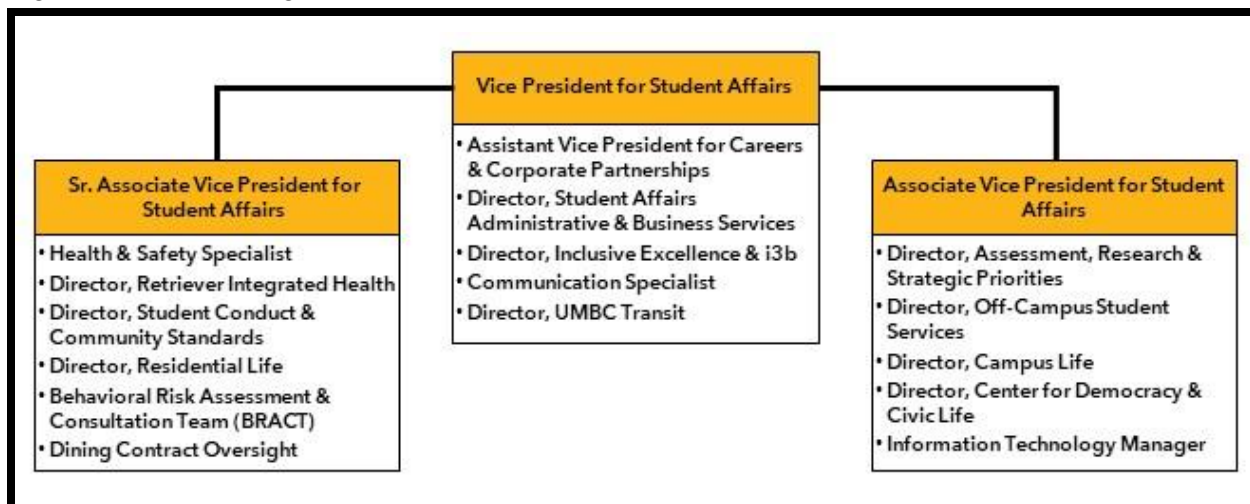 Vice President for Student Affairs
• Assistant Vice President for Careers
& Corporate Partnerships
• Director, Student Affairs
Administrative & Business Services
• Director, Inclusive Excellence & i3b
• Communication Specialist
• Director, UMBC Transit
Sr. Associate Vice President for
Student Affairs
• Health & Safety Specialist
• Director, Retriever Integrated Health
• Director, Student Conduct &
Community Standards
• Director, Residential Life
• Behavioral Risk Assessment &
Consultation Team (BRACT)
• Dining Contract Oversight
Associate Vice President for Student
Affairs
• Director, Assessment, Research &
Strategic Priorities
• Director, Off-Campus Student
Services
• Director, Campus Life
• Director, Center for Democracy &
Civic Life
• Information Technology Manager